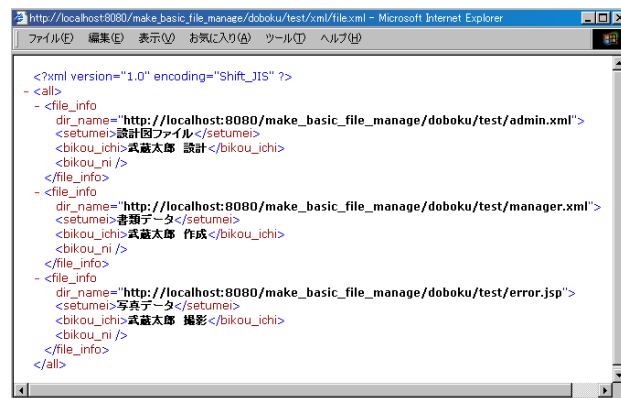 http://localhost:8080/make_basic_file_manage/doboku/test/xml/file.xml - Microsoft Internet Explorer
ファイル(F) 編集(E) 表示(V) お気に入り(A) ツール(T) ヘルプ(H)
<?xml version="1.0" encoding="Shift_JIS" ?>
- <all>
- <file_info
dir_name="http://localhost:8080/make_basic_file_manage/doboku/test/admin.xml">
<setumei>設計図ファイル</setumei>
<bikou_ichi>武蔵太郎 設計</bikou_ichi>
<bikou_ni />
</file_info>
- <file_info
dir_name="http://localhost:8080/make_basic_file_manage/doboku/test/manager.xml">
<setumei>書類データ</setumei>
<bikou_ichi>武蔵太郎 作成</bikou_ichi>
<bikou_ni />
</file_info>
- <file_info
dir_name="http://localhost:8080/make_basic_file_manage/doboku/test/error.jsp">
<setumei>写真データ</setumei>
<bikou_ichi>武蔵太郎 撮影</bikou_ichi>
<bikou_ni />
</file_info>
</all>